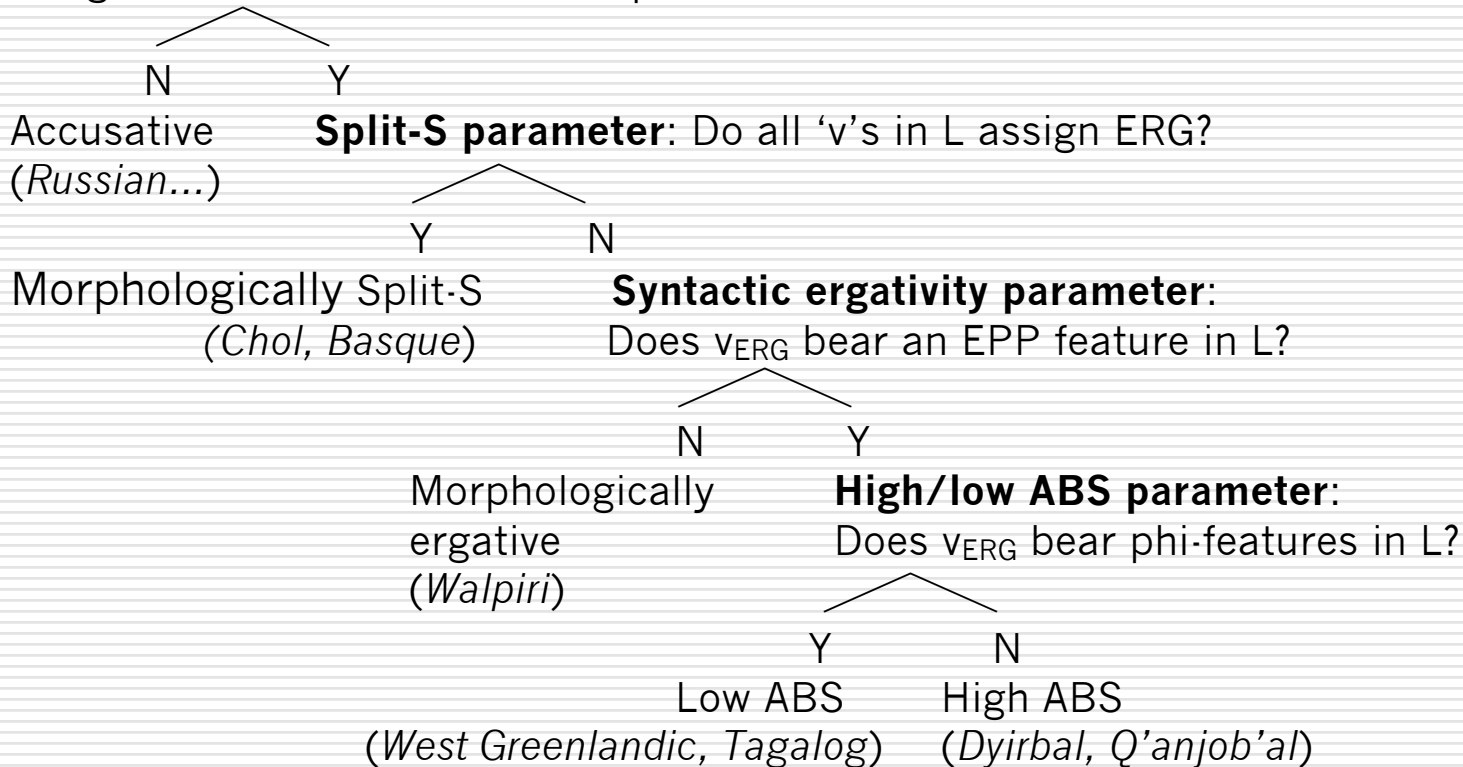 N Y
Accusative Split-S parameter: Do all ‘v’s in L assign ERG?
(Russian...)
Y N
Morphologically Split-S Syntactic ergativity parameter:
(Chol, Basque) Does vERG bear an EPP feature in L?
N Y
Morphologically High/low ABS parameter:
ergative Does vERG bear phi-features in L?
(Walpiri)
Y N
Low ABS High ABS
(West Greenlandic, Tagalog) (Dyirbal, Q’anjob’al)